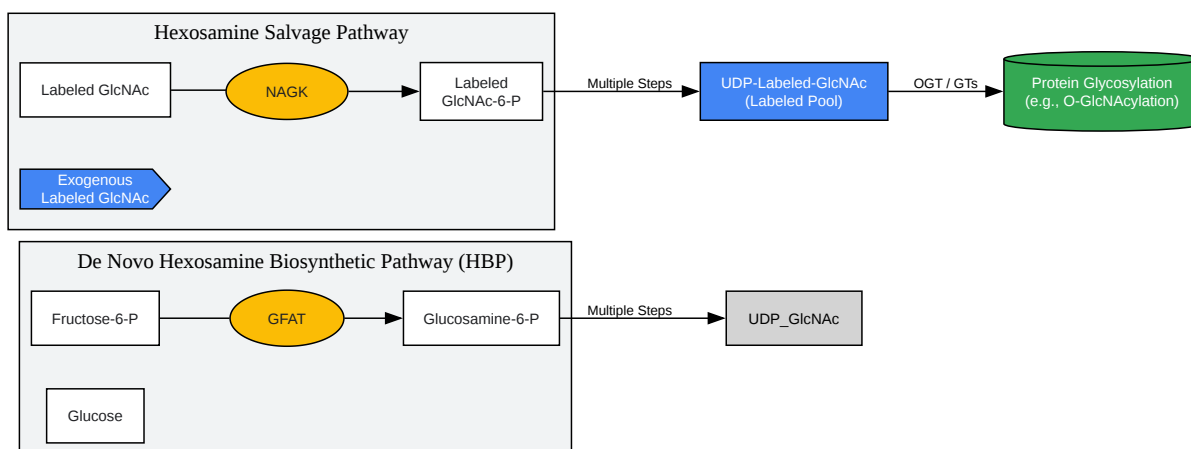 Hexosamine Salvage Pathway
Labeled GlcNAc
NAGK
Labeled
GlcNAc-6-P
Multiple Steps
UDP-Labeled-GlcNAc
(Labeled Pool)
OGT / GTs
Protein Glycosylation
(e.g., O-GlcNAcylation)
Exogenous
Labeled GlcNAc
De Novo Hexosamine Biosynthetic Pathway (HBP)
Fructose-6-P
GFAT
Glucosamine-6-P
Multiple Steps
UDP_GlcNAc
Glucose